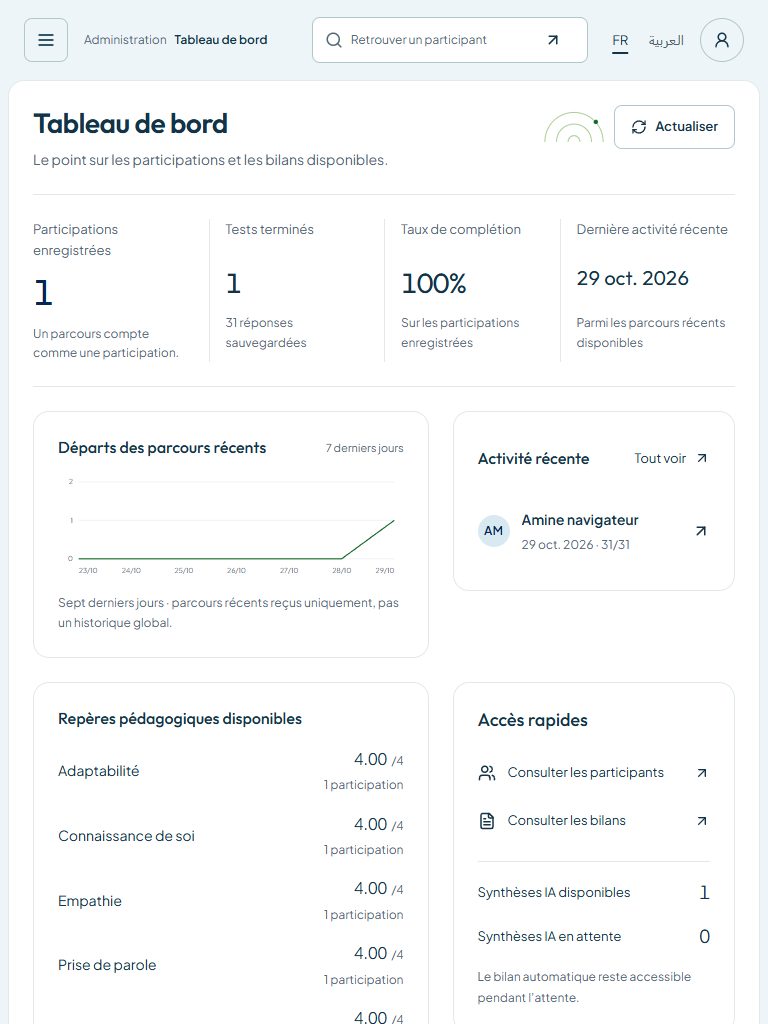 Administration Tableau de bord
Retrouver un participant
FR العربية
Tableau de bord
Actualiser
Le point sur les participations et les bilans disponibles.
Participations
enregistrées
1
Un parcours compte
comme une participation.
Tests terminés
1
31 réponses
sauvegardées
Taux de complétion
100%
Sur les participations
enregistrées
Dernière activité récente
29 oct. 2026
Parmi les parcours récents
disponibles
Départs des parcours récents
7 derniers jours
2
1
0
23/10 24/10 25/10 26/10 27/10 28/10 29/10
Sept derniers jours · parcours récents reçus uniquement, pas
un historique global.
Activité récente
Tout voir
AM
Amine navigateur
29 oct. 2026 · 31/31
Repères pédagogiques disponibles
Adaptabilité
4.00 /4
1 participation
Connaissance de soi
4.00 /4
1 participation
Empathie
4.00 /4
1 participation
Prise de parole
4.00 /4
1 participation
4.00 /4
Accès rapides
Consulter les participants
Consulter les bilans
Synthèses IA disponibles 1
Synthèses IA en attente 0
Le bilan automatique reste accessible
pendant l'attente.